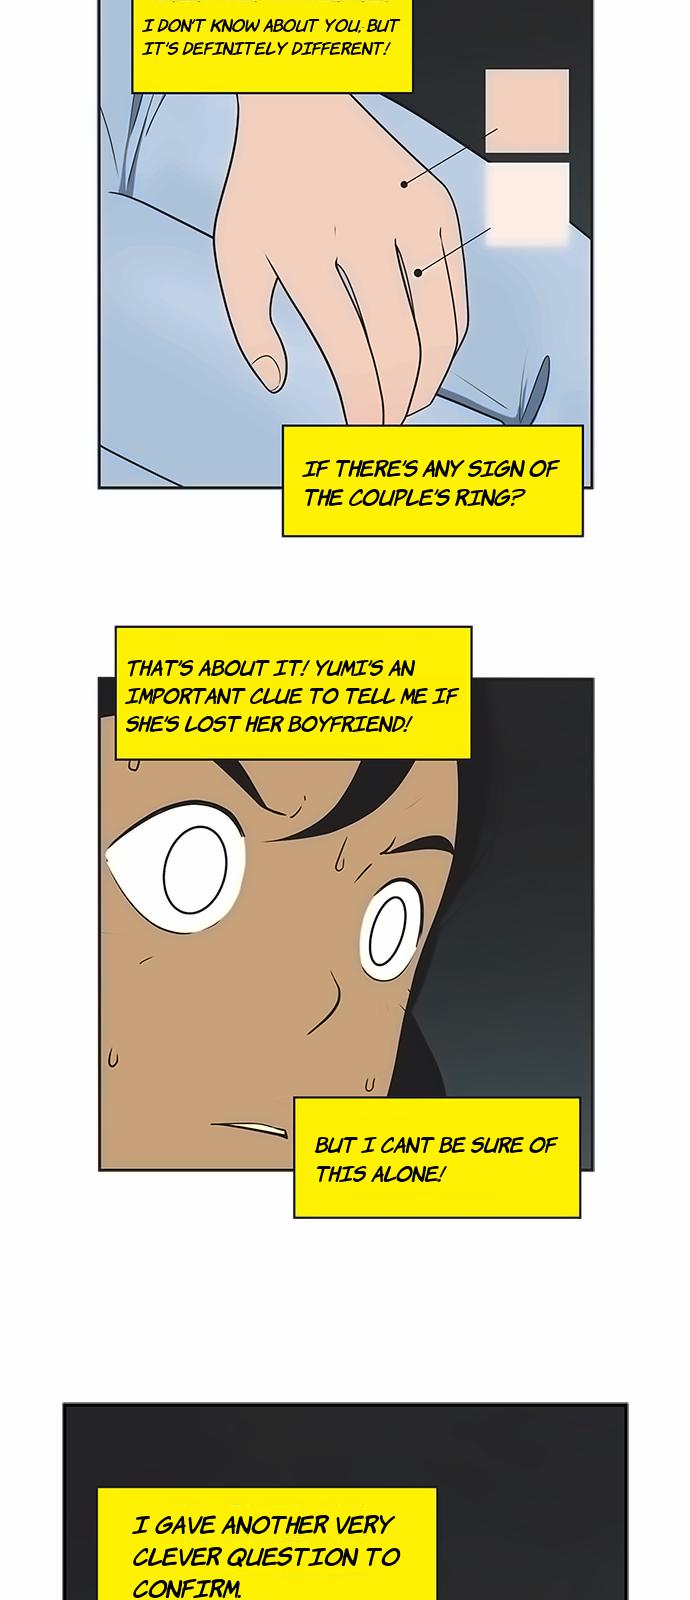 I DON'T KNOW ABOUT YOU, BUT
IT'S DEFINITELY DIFFERENT!
IF THERE'S ANY SIGN OF
THE COUPLE'S RING?
THAT'S ABOUT IT! YUMI'S AN
IMPORTANT CLUE TO TELL ME IF
SHE'S LOST HER BOYFRIEND!
BUT I CANT BE SURE OF
THIS ALONE!
I GAVE ANOTHER VERY
CLEVER QUESTION TO
CONFIRM.